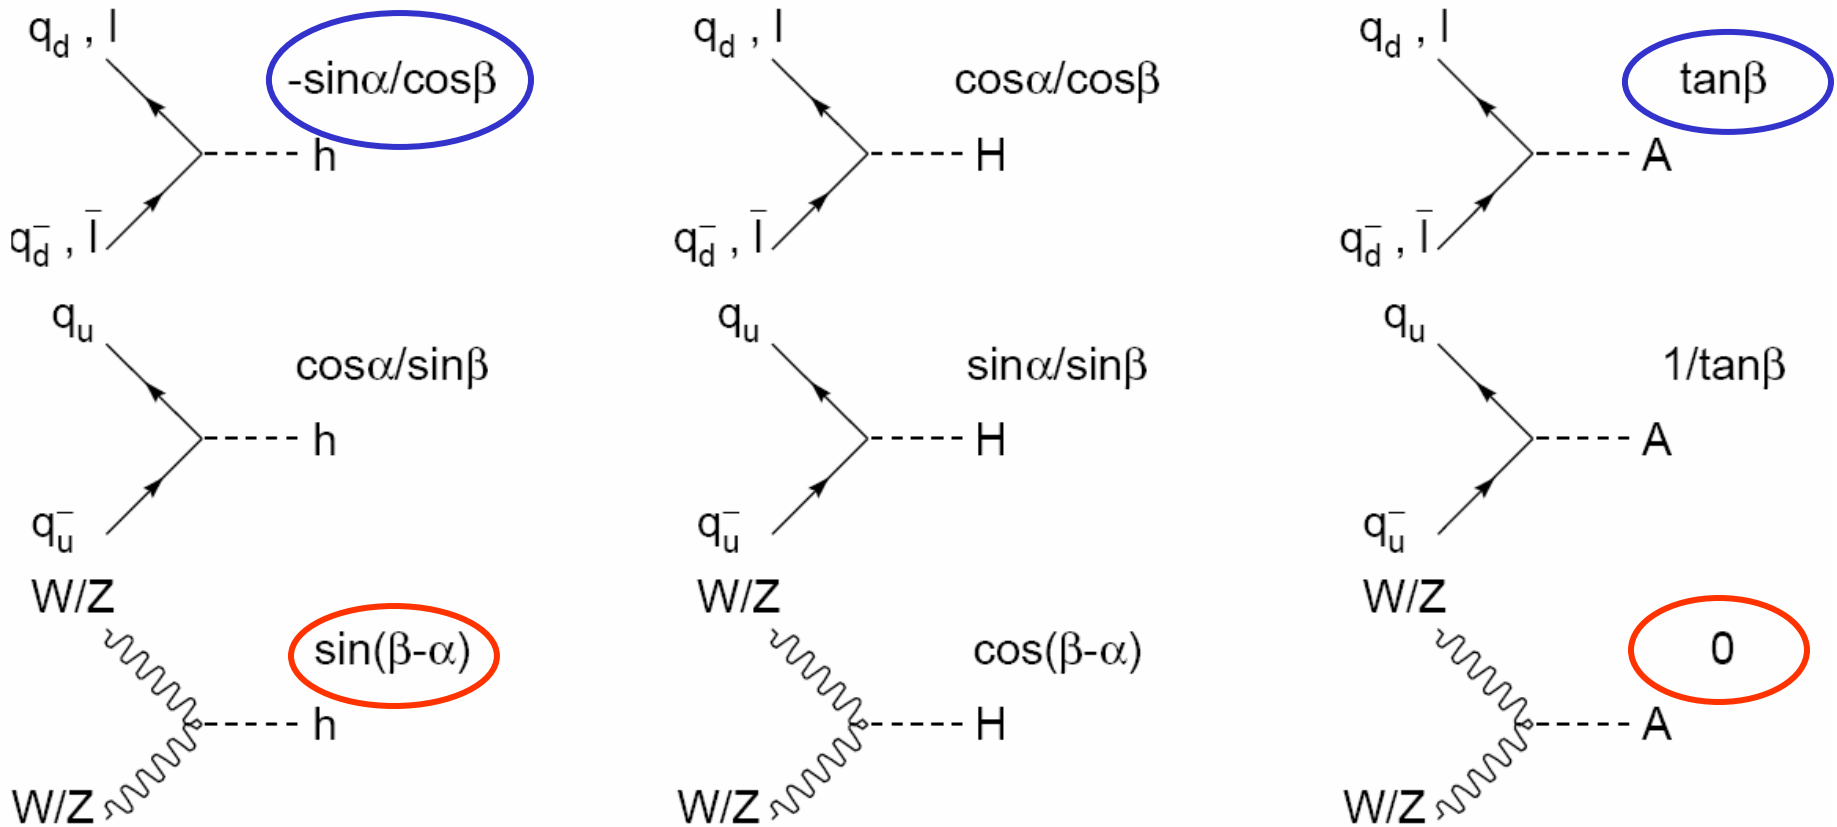 q_d , l
-sinα/cosβ
h
q̄_d , l̄
q_d , l
cosα/cosβ
H
q̄_d , l̄
q_d , l
tanβ
A
q̄_d , l̄
q_u
cosα/sinβ
h
q̄_u
q_u
sinα/sinβ
H
q̄_u
q_u
1/tanβ
A
q̄_u
W/Z
sin(β-α)
h
W/Z
W/Z
cos(β-α)
H
W/Z
W/Z
0
A
W/Z